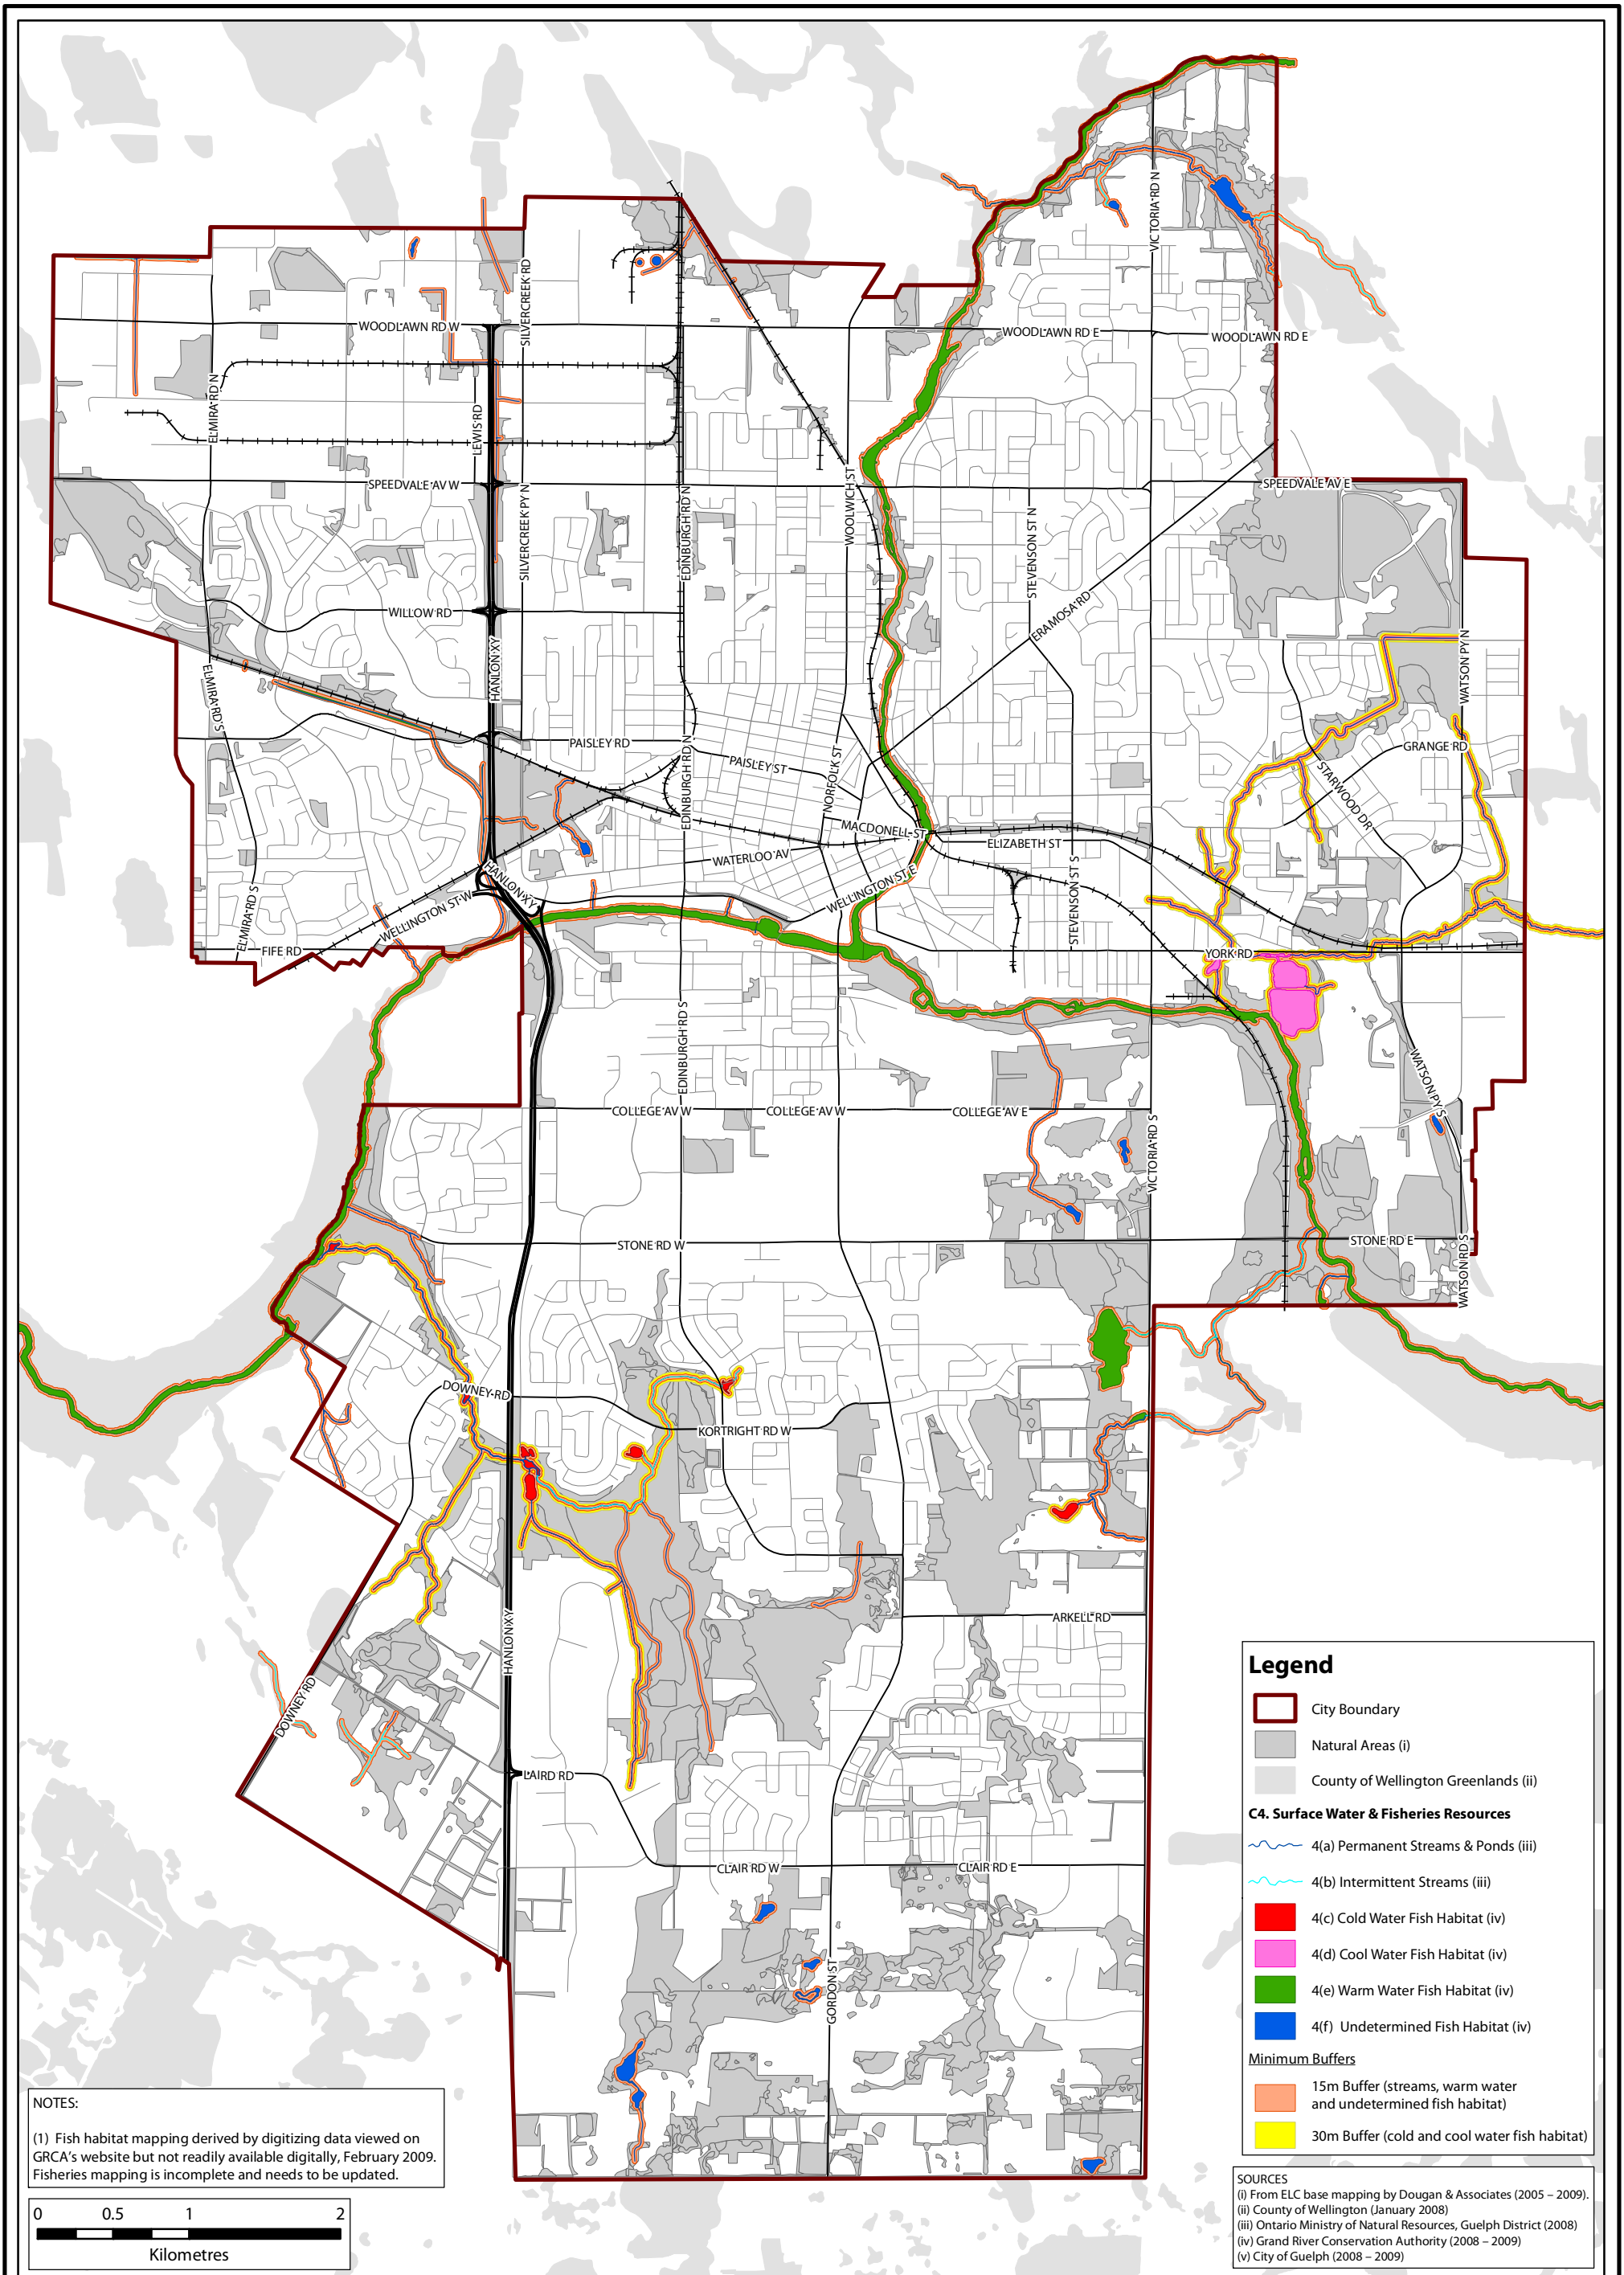 VICTORIA RD N
SILVERCREEK RD
WOODLAWN RD W
WOODLAWN RD E
WOODLAWN RD E
ELMIRA RD N
LEWIS RD
SPEEDVALE AV W
SPEEDVALE AV E
WOOLWICH ST
SILVERCREEK PY N
EDINBURGH RD N
STEVENSON ST N
ERAMOSA RD
WILLOW RD
HANLON XY
ELMIRA RD S
WATSON PY N
PAISLEY RD
PAISLEY ST
NORFOLK ST
GRANGE RD
STARWOOD DR
EDINBURGH RD N
MACDONELL ST
ELIZABETH ST
WATERLOO AV
HANLON XY
WELLINGTON ST E
WELLINGTON ST W
ELMIRA RD S
STEVENSON ST S
FIFE RD
YORK RD
EDINBURGH RD S
WATSON PY S
COLLEGE AV W
COLLEGE AV W
COLLEGE AV E
VICTORIA RD S
STONE RD W
STONE RD E
WATSON RD S
DOWNEY RD
KORTRIGHT RD W
ARKELL RD
HANLON XY
DOWNEY RD
LAIRD RD
CLAIR RD W
CLAIR RD E
GORDON ST
Legend
City Boundary
Natural Areas (i)
County of Wellington Greenlands (ii)
C4. Surface Water & Fisheries Resources
4(a) Permanent Streams & Ponds (iii)
4(b) Intermittent Streams (iii)
4(c) Cold Water Fish Habitat (iv)
4(d) Cool Water Fish Habitat (iv)
4(e) Warm Water Fish Habitat (iv)
4(f) Undetermined Fish Habitat (iv)
Minimum Buffers
15m Buffer (streams, warm water
and undetermined fish habitat)
30m Buffer (cold and cool water fish habitat)
NOTES:
(1) Fish habitat mapping derived by digitizing data viewed on
GRCA's website but not readily available digitally, February 2009.
Fisheries mapping is incomplete and needs to be updated.
0 0.5 1 2
Kilometres
SOURCES
(i) From ELC base mapping by Dougan & Associates (2005 – 2009).
(ii) County of Wellington (January 2008)
(iii) Ontario Ministry of Natural Resources, Guelph District (2008)
(iv) Grand River Conservation Authority (2008 – 2009)
(v) City of Guelph (2008 – 2009)